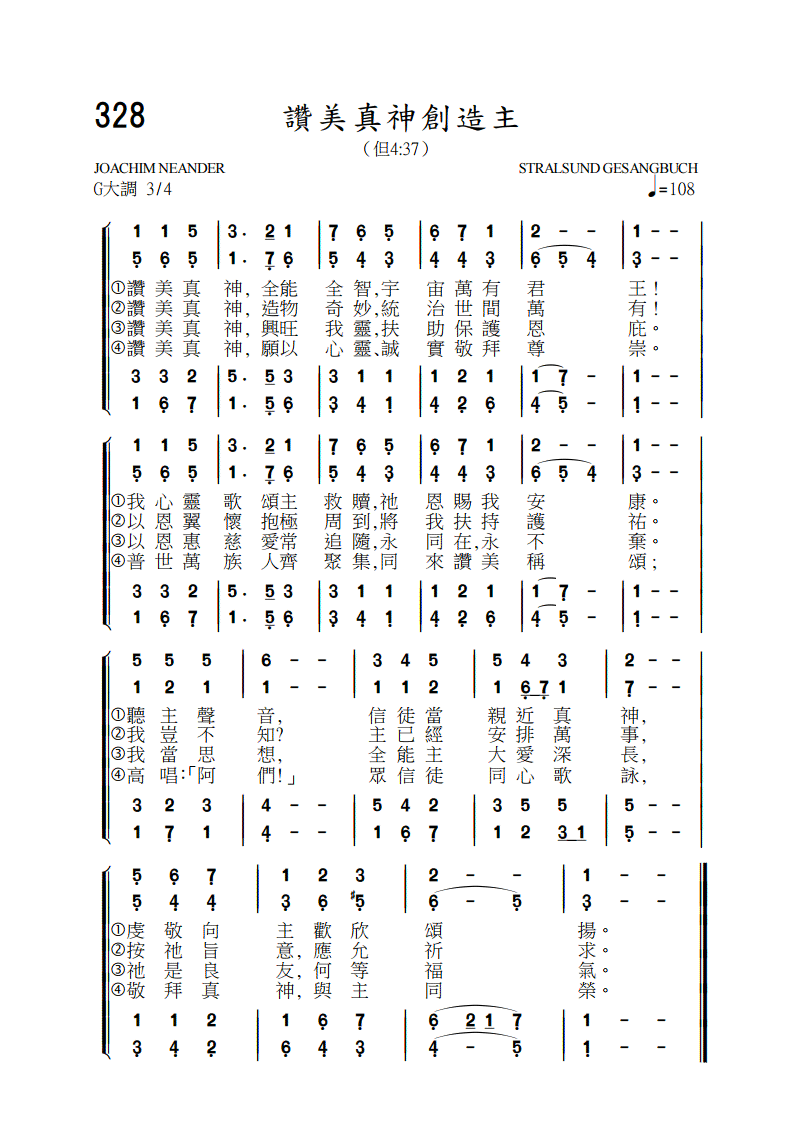 328
讚美真神創造主
（但4:37）
JOACHIM NEANDER STRALSUND GESANGBUCH
G大調 3/4 ♩=108
1 1 5 | 3 · 2 1 | 7 6 5 | 6 7 1 | 2 - - | 1 - -
5 6 5 | 1 · 7 6 | 5 4 3 | 4 4 3 | 6 5 4 | 3 - -
①讚美真神,全能全智,宇宙萬有君王！
②讚美真神,造物奇妙,統治世間萬有！
③讚美真神,興旺我靈,扶助保護恩庇。
④讚美真神,願以心靈、誠實敬拜尊崇。
3 3 2 | 5 · 5 3 | 3 1 1 | 1 2 1 | 1 7 - | 1 - -
1 6 7 | 1 · 5 6 | 3 4 1 | 4 2 6 | 4 5 - | 1 - -
1 1 5 | 3 · 2 1 | 7 6 5 | 6 7 1 | 2 - - | 1 - -
5 6 5 | 1 · 7 6 | 5 4 3 | 4 4 3 | 6 5 4 | 3 - -
①我心靈歌頌主救贖,祂恩賜我安康。
②以恩翼懷抱極周到,將我扶持護祐。
③以恩惠慈愛常追隨,永同在,永不棄。
④普世萬族人齊聚集,同來讚美稱頌；
3 3 2 | 5 · 5 3 | 3 1 1 | 1 2 1 | 1 7 - | 1 - -
1 6 7 | 1 · 5 6 | 3 4 1 | 4 2 6 | 4 5 - | 1 - -
5 5 5 | 6 - - | 3 4 5 | 5 4 3 | 2 - -
1 2 1 | 1 - - | 1 1 2 | 1 6 7 1 | 7 - -
①聽主聲音,信徒當親近真神,
②我豈不知?主已經安排萬事,
③我當思想,全能主大愛深長,
④高唱：「阿們！」眾信徒同心歌詠,
3 2 3 | 4 - - | 5 4 2 | 3 5 5 | 5 - -
1 7 1 | 4 - - | 1 6 7 | 1 2 3 1 | 5 - -
5 6 7 | 1 2 3 | 2 - - | 1 - -
5 4 4 | 3 6 ♯5 | 6 - 5 | 3 - -
①虔敬向主歡欣頌揚。
②按祂旨意,應允祈求。
③祂是良友,何等福氣。
④敬拜真神,與主同榮。
1 1 2 | 1 6 7 | 6 2 1 7 | 1 - -
3 4 2 | 6 4 3 | 4 - 5 | 1 - -